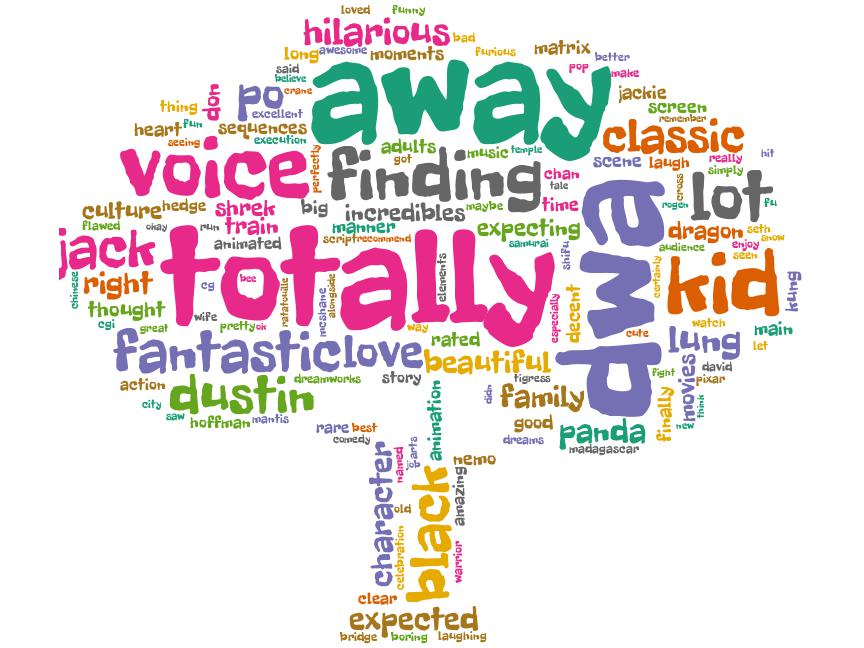 loved funny
hilarious bad
long awesome moments furious matrix
better
said believe away pop make
don po crane jackie
thing excellent screen
heart fun sequences remember
seeing execution adults classic
voice perfectly got music temple scene laugh really hit
finding chan simply
tale cross lot
culture hedge shrek big incredibles maybe time dwa rogen fu
flawed okay run train manner expecting dragon seth
animated script recommend samurai audience snow
jack totally enjoy
seen
shifu
chinese right cg bee elements certainly kid kung
ratatouille mcshane alongside
thought wife especially decent
cgi great pretty ok way cute watch main
fantastic love rated lung let
beautiful
action dreamworks story tigress fight david
pixar
dustin didn family movies think
city saw hoffman mantis animation finally new
rare best good panda
comedy dreams madagascar
character named arts nemo
black amazing
old
celebration warrior
clear
expected
bridge boring laughing